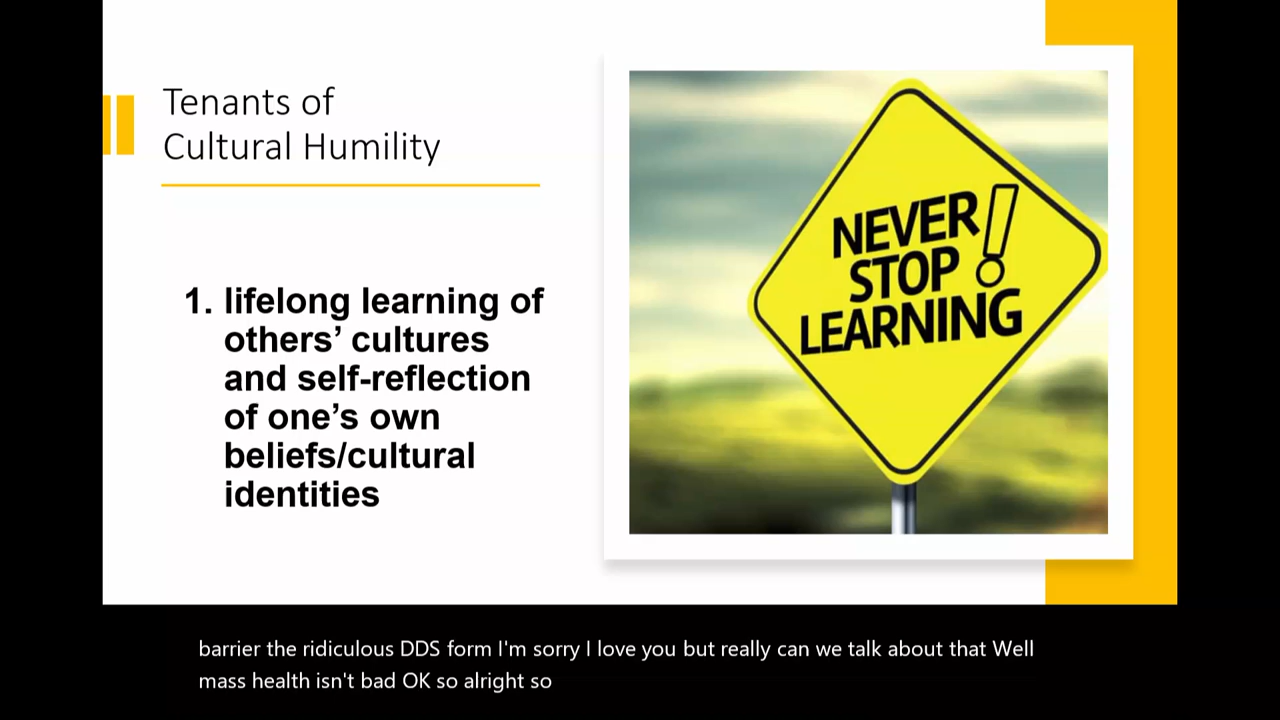 Tenants of
Cultural Humility
1. lifelong learning of
others’ cultures
and self-reflection
of one’s own
beliefs/cultural
identities
NEVER
STOP
LEARNING!
barrier the ridiculous DDS form I'm sorry I love you but really can we talk about that Well
mass health isn't bad OK so alright so